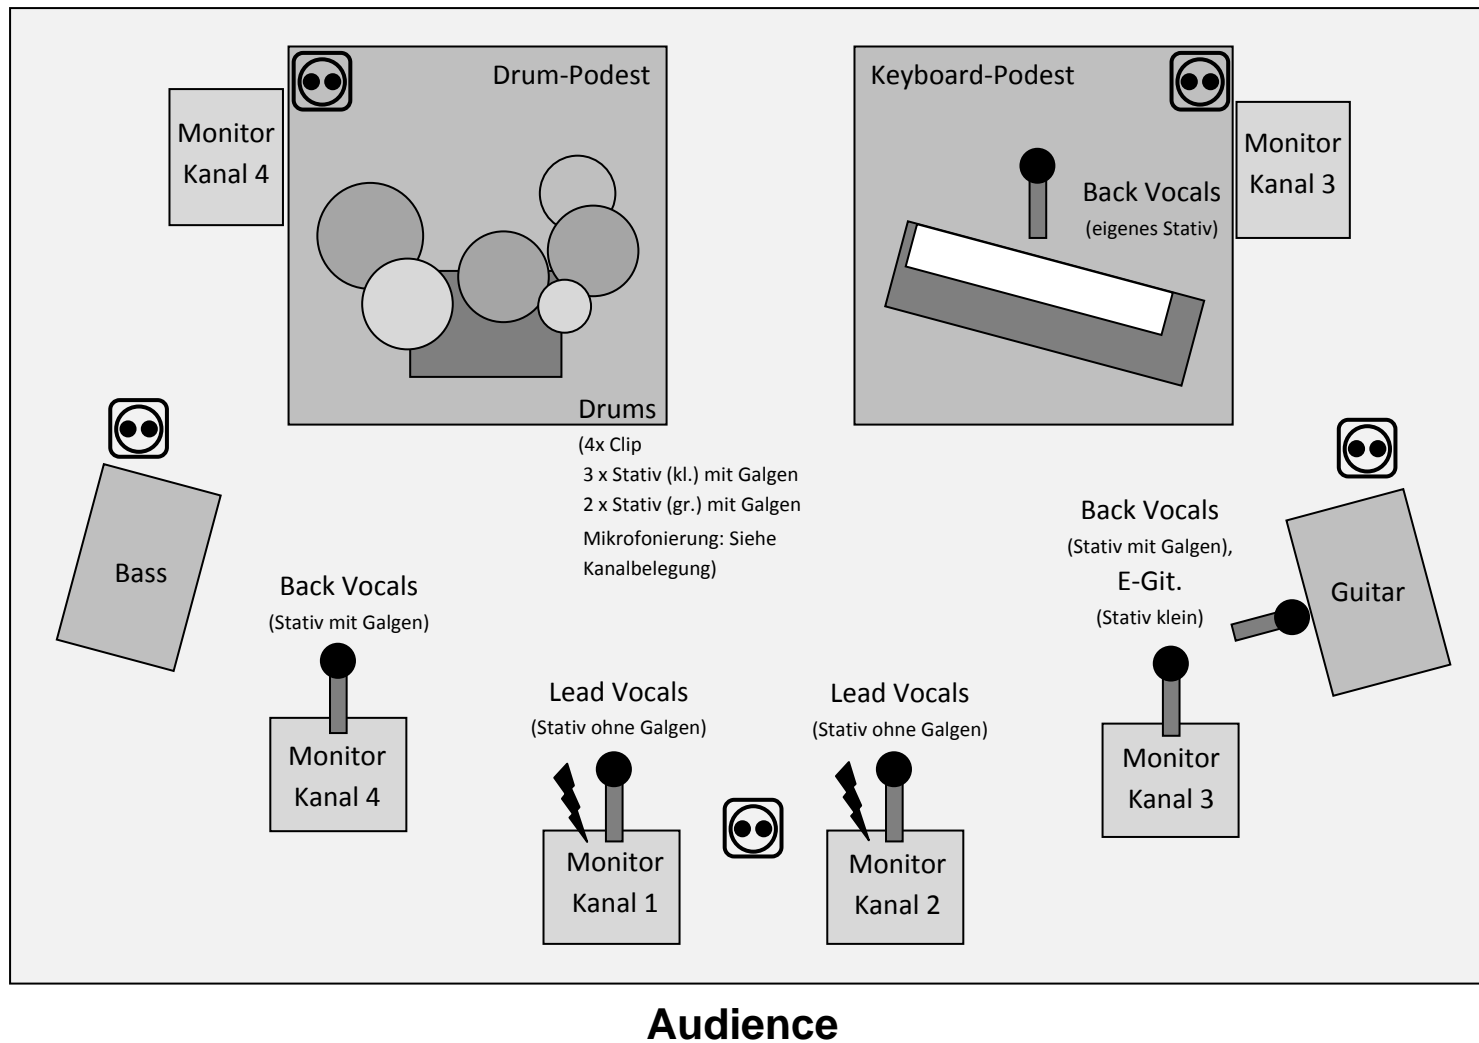 Drum-Podest
Monitor
Kanal 4
Keyboard-Podest
Back Vocals
(eigenes Stativ)
Monitor
Kanal 3
Drums
(4x Clip
3 x Stativ (kl.) mit Galgen
2 x Stativ (gr.) mit Galgen
Mikrofonierung: Siehe
Kanalbelegung)
Bass
Back Vocals
(Stativ mit Galgen)
Monitor
Kanal 4
Lead Vocals
(Stativ ohne Galgen)
Monitor
Kanal 1
Lead Vocals
(Stativ ohne Galgen)
Monitor
Kanal 2
Back Vocals
(Stativ mit Galgen),
E-Git.
(Stativ klein)
Monitor
Kanal 3
Guitar
Audience